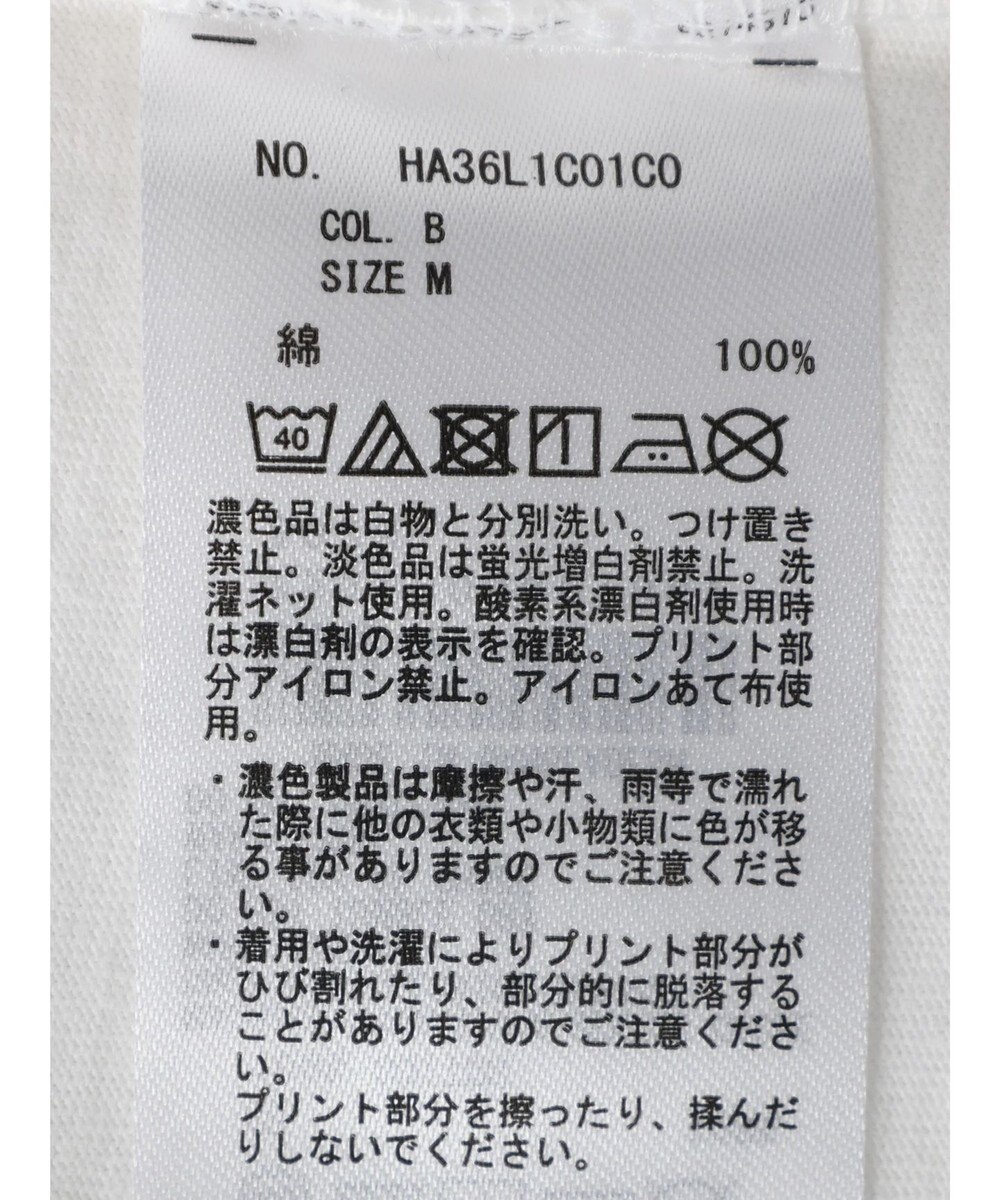 NO. HA36L1C01C0
COL. B
SIZE M
綿 100%
40
濃色品は白物と分別洗い。つけ置き
禁止。淡色品は蛍光増白剤禁止。洗
濯ネット使用。酸素系漂白剤使用時
は漂白剤の表示を確認。プリント部
分アイロン禁止。アイロンあて布使
用。
・濃色製品は摩擦や汗、雨等で濡れ
た際に他の衣類や小物類に色が移
る事がありますのでご注意くださ
い。
・着用や洗濯によりプリント部分が
ひび割れたり、部分的に脱落する
ことがありますのでご注意くださ
い。
プリント部分を擦ったり、揉んだ
りしないでください。